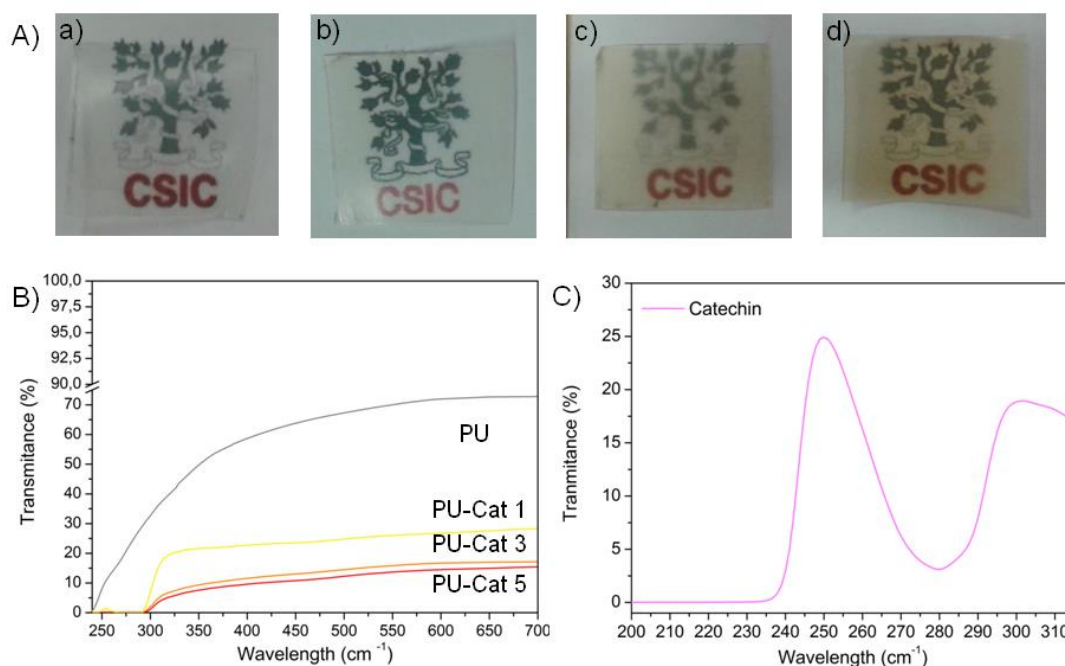 A)
a)
b)
c)
d)
CSIC
CSIC
CSIC
CSIC
B)
100,0
97,5
95,0
92,5
90,0
70
60
50
40
30
20
10
0
Transmitance (%)
PU
PU-Cat 1
PU-Cat 3
PU-Cat 5
250 300 350 400 450 500 550 600 650 700
Wavelength (cm⁻¹)
C)
30
25
20
15
10
5
0
Tranmitance (%)
Catechin
200 210 220 230 240 250 260 270 280 290 300 310
Wavelength (cm⁻¹)